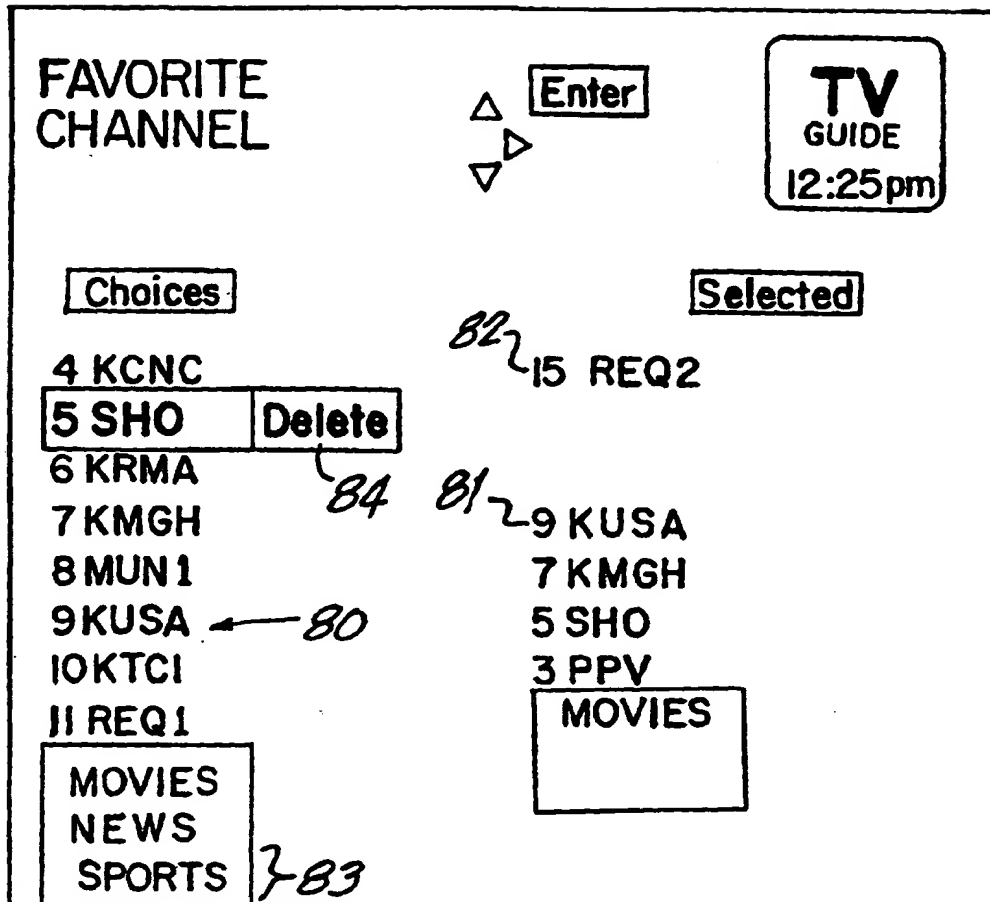 FAVORITE
CHANNEL
Enter
TV
GUIDE
12:25pm
Choices
Selected
82
4 KCNC
15 REQ2
5 SHO
Delete
6 KRMA
84
81
7 KMGH
9 KUSA
8 MUN1
7 KMGH
9 KUSA
80
5 SHO
10 KTCI
3 PPV
11 REQ1
MOVIES
MOVIES
NEWS
SPORTS
83